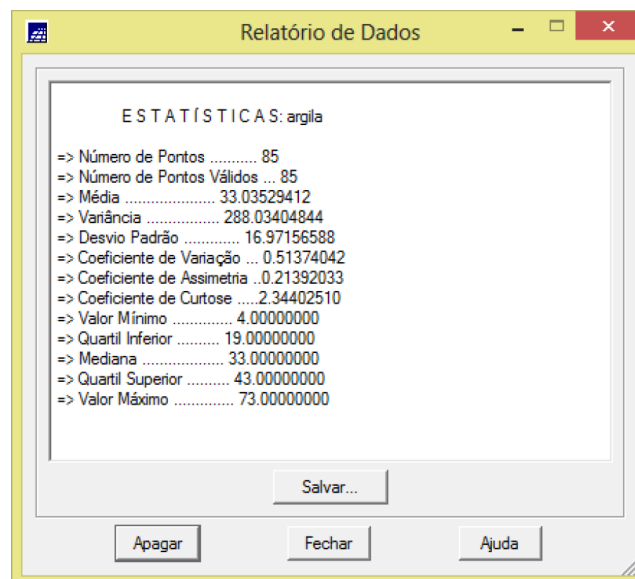 Relatório de Dados
E S T A T Í S T I C A S: argila
=> Número de Pontos ........... 85
=> Número de Pontos Válidos ... 85
=> Média ..................... 33.03529412
=> Variância ................. 288.03404844
=> Desvio Padrão ............. 16.97156588
=> Coeficiente de Variação ... 0.51374042
=> Coeficiente de Assimetria ..0.21392033
=> Coeficiente de Curtose .....2.34402510
=> Valor Mínimo .............. 4.00000000
=> Quartil Inferior .......... 19.00000000
=> Mediana ................... 33.00000000
=> Quartil Superior .......... 43.00000000
=> Valor Máximo .............. 73.00000000
Salvar...
Apagar Fechar Ajuda